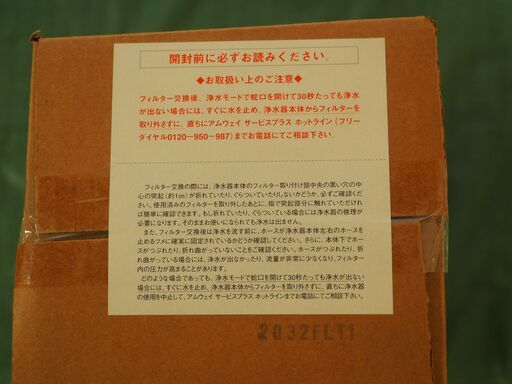 開封前に必ずお読みください。
◆お取扱い上のご注意◆
フィルター交換後、浄水モードで蛇口を開けて30秒たっても浄水
が出ない場合には、すぐに水を止め、浄水器本体からフィルターを
取り外さずに、直ちにアムウェイ サービスプラス ホットライン（フリー
ダイヤル0120-950-987）までお電話にてご相談下さい。
フィルター交換の際には、浄水器本体のフィルター取り付け部中央の黒い穴の中
心の突起（約1cm）が折れていたり、ぐらついていたりしないかどうか、必ずご確認くださ
い。使用済みのフィルターを取り外したあとに、指で突起部分に触れていただけれ
ば簡単に確認できます。もし折れていたり、ぐらついている場合には浄水器の修理が
必要になります。そのままお使いになられても浄水は出ません。
また、フィルター交換後は浄水を流す前に、ホースが浄水器本体左右のホースを
止めるツメに確実に固定されているかどうか確認してください。さらに、本体下でホース
がつぶれたり、折れ曲がっていないことをご確認ください。ホースがつぶれたり、折
れ曲がっている場合には、浄水が出なかったり、流量が非常に少なくなり、フィルター
内の圧力が高まることがあります。
どのような場合であっても、浄水モードで蛇口を開けて30秒たっても浄水が出ない
場合には、すぐに水を止め、浄水器本体からフィルターを取り外さずに、直ちに浄水器
の使用を中止して、アムウェイ サービスプラス ホットラインまでお電話にてご相談下さい。
2032FLT1